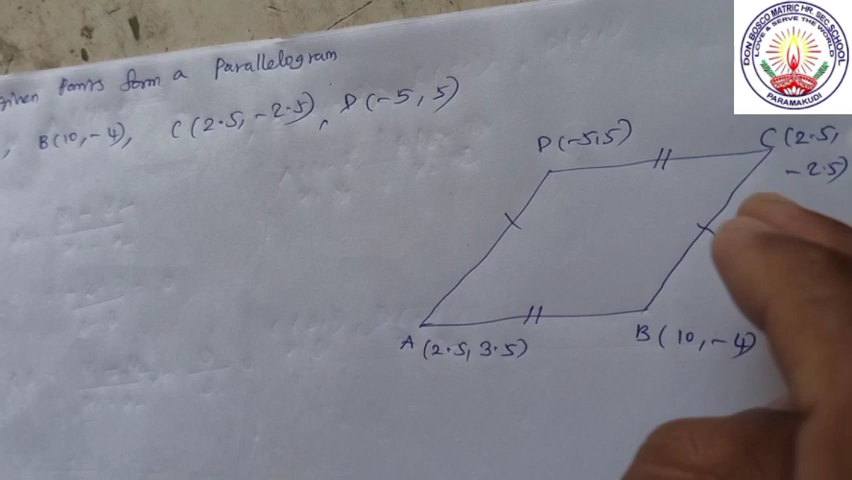 given points form a Parallelogram
, B(10,-4), C(2.5,-2.5), D(-5,5)
D(-5,5)
C(2.5,
-2.5)
A (2.5, 3.5)
B(10,-4)
DON BOSCO MATRIC HR. SEC. SCHOOL
LOVE & SERVE THE WORLD
PARAMAKUDI